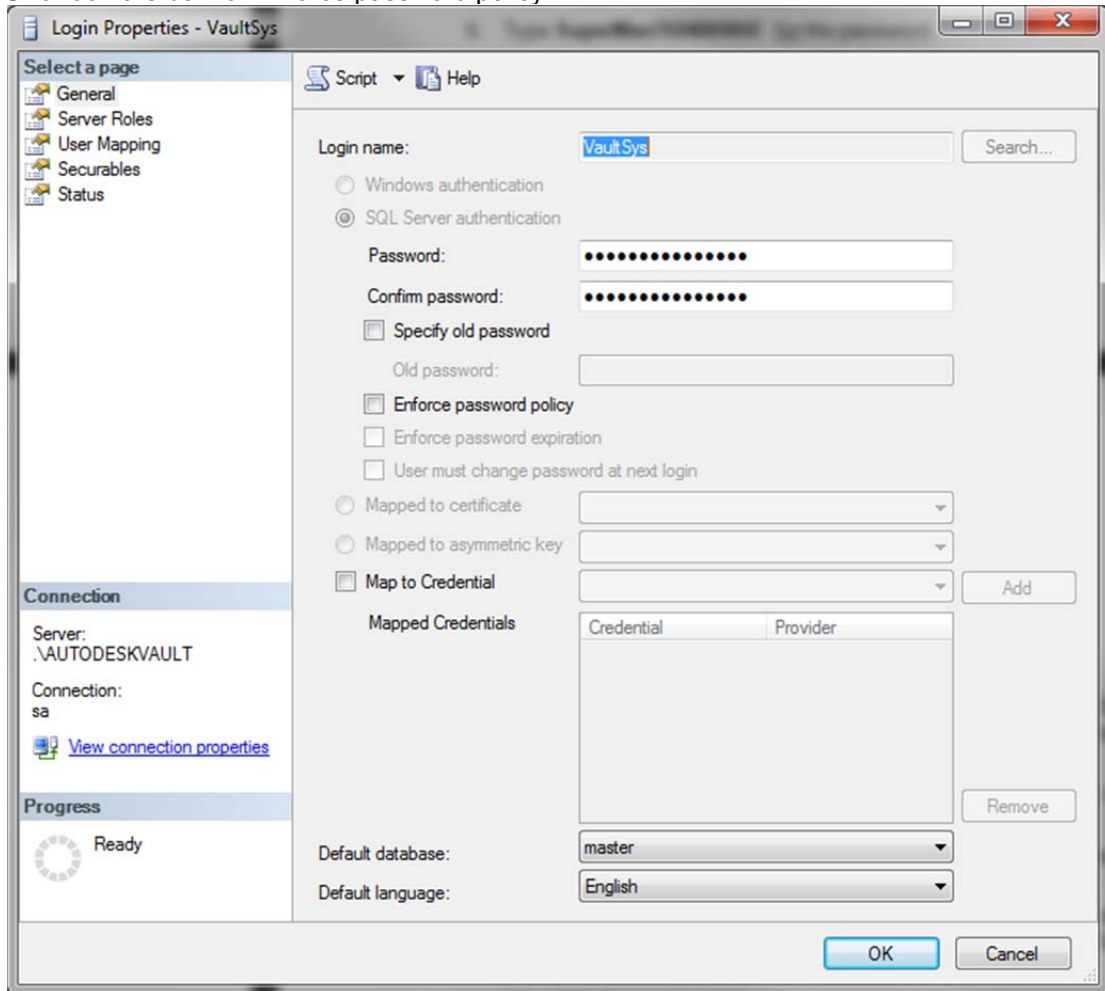 Login Properties - VaultSys
Select a page
General
Server Roles
User Mapping
Securables
Status
Script Help
Login name: VaultSys Search...
Windows authentication
SQL Server authentication
Password: ●●●●●●●●●●●●●●●
Confirm password: ●●●●●●●●●●●●●●●
Specify old password
Old password:
Enforce password policy
Enforce password expiration
User must change password at next login
Mapped to certificate
Mapped to asymmetric key
Map to Credential Add
Mapped Credentials Credential Provider
Remove
Default database: master
Default language: English
Connection
Server:
.\AUTODESKVAULT
Connection:
sa
View connection properties
Progress
Ready
OK Cancel